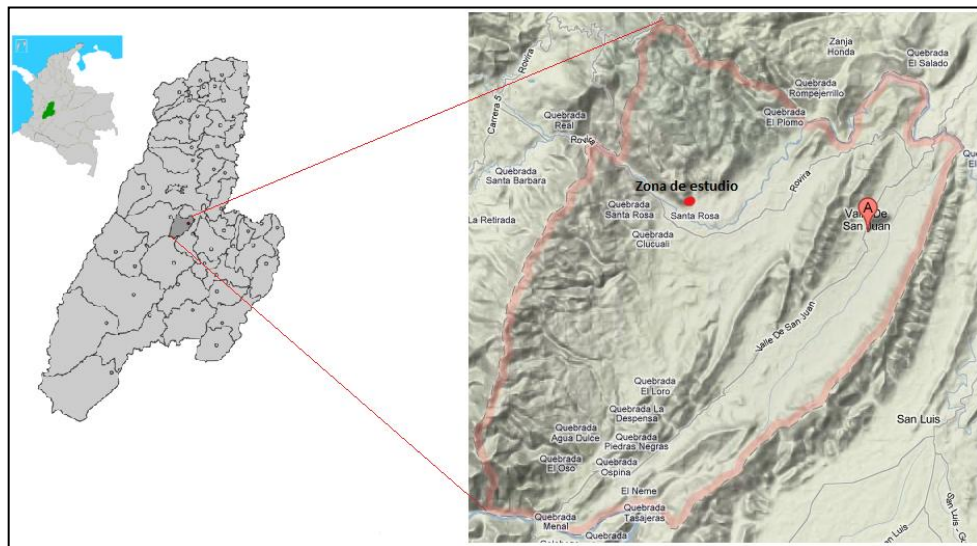 Zanja
Honda
Quebrada
El Salado
Rovira
Quebrada
Rompejerrillo
Carrera 5
Quebrada
Real
Quebrada
El Plomo
Rovira
Quebrada
Santa Barbara
Zona de estudio
Rovira
La Retirada
Quebrada
Santa Rosa
Santa Rosa
A
Valle De
San Juan
Quebrada
Clucuali
Valle De San Juan
Quebrada
El Loro
Quebrada La
Despensa
Quebrada
Agua Dulce
Quebrada
Piedras Negras
San Luis
Quebrada
El Oso
Quebrada
Ospina
El Neme
Quebrada
Menal
Quebrada
Tasajeras
San Luis